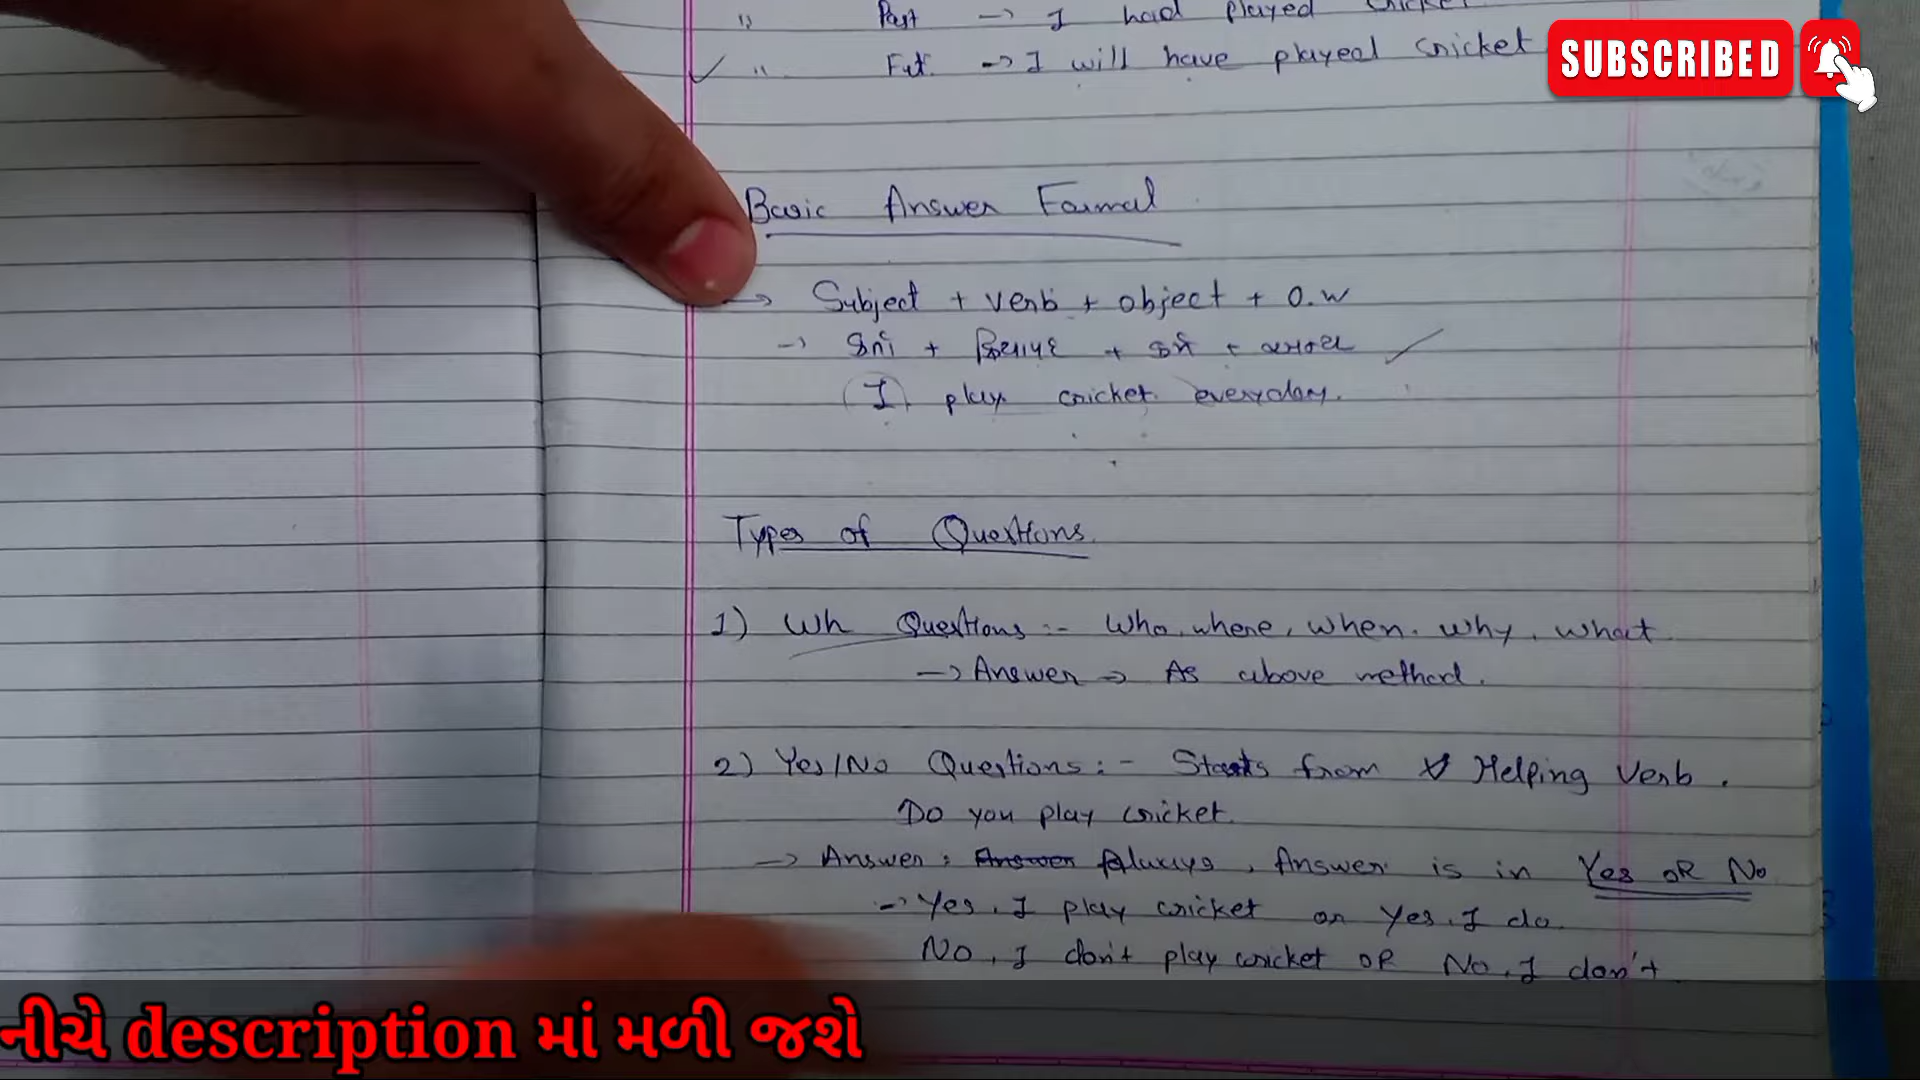 " Past → I had played cricket
✓ " Fut. → I will have played cricket
SUBSCRIBED
Basic Answer Format
→ Subject + verb + object + O.W
→ કર્તા + ક્રિયાપદ + કર્મ +
I play cricket everyday.
Types of Questions
1) Wh Questions :- Who, where, when, why, what
→ Answer → As above method.
2) Yes/No Questions :- Starts from Helping Verb.
Do you play cricket.
→ Answer : Answer Always, Answer is in Yes OR No
→ Yes, I play cricket or Yes, I do.
No, I don't play cricket OR No, I don't
નીચે description માં મળી જશે